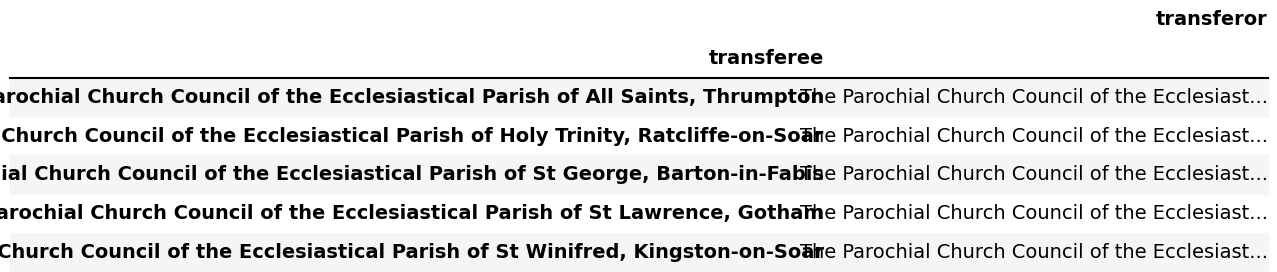 transferor
transferee
arochial Church Council of the Ecclesiastical Parish of All Saints, Thrumpton The Parochial Church Council of the Ecclesiast...
Church Council of the Ecclesiastical Parish of Holy Trinity, Ratcliffe-on-Soar The Parochial Church Council of the Ecclesiast...
ial Church Council of the Ecclesiastical Parish of St George, Barton-in-Fabis The Parochial Church Council of the Ecclesiast...
arochial Church Council of the Ecclesiastical Parish of St Lawrence, Gotham The Parochial Church Council of the Ecclesiast...
Church Council of the Ecclesiastical Parish of St Winifred, Kingston-on-Soar The Parochial Church Council of the Ecclesiast...